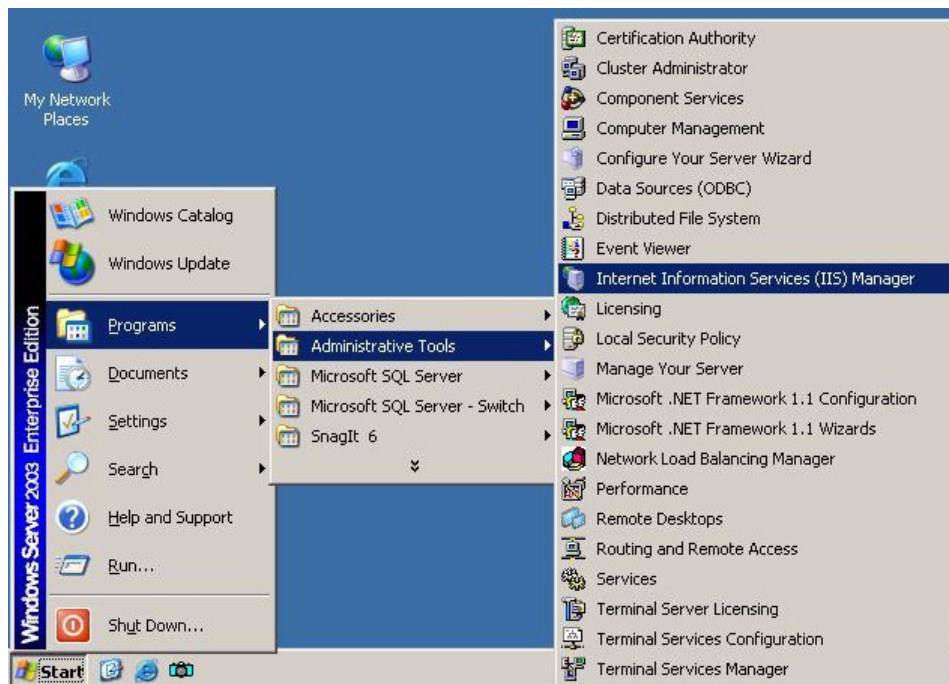 My Network
Places
Windows Server 2003 Enterprise Edition
Windows Catalog
Windows Update
Programs
Documents
Settings
Search
Help and Support
Run...
Shut Down...
Start
Accessories
Administrative Tools
Microsoft SQL Server
Microsoft SQL Server - Switch
SnagIt 6
Certification Authority
Cluster Administrator
Component Services
Computer Management
Configure Your Server Wizard
Data Sources (ODBC)
Distributed File System
Event Viewer
Internet Information Services (IIS) Manager
Licensing
Local Security Policy
Manage Your Server
Microsoft .NET Framework 1.1 Configuration
Microsoft .NET Framework 1.1 Wizards
Network Load Balancing Manager
Performance
Remote Desktops
Routing and Remote Access
Services
Terminal Server Licensing
Terminal Services Configuration
Terminal Services Manager